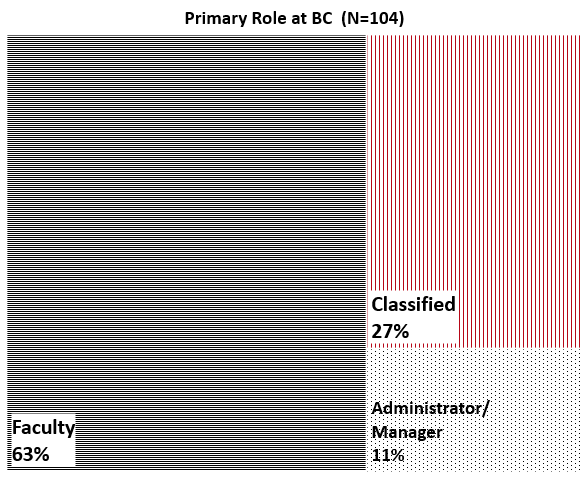 Primary Role at BC (N=104)
Classified
27%
Administrator/
Manager
11%
Faculty
63%